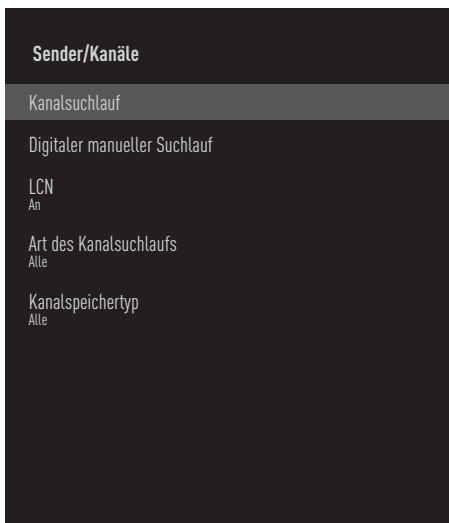 Sender/Kanäle
Kanalsuchlauf
Digitaler manueller Suchlauf
LCN
An
Art des Kanalsuchlaufs
Alle
Kanalspeichertyp
Alle